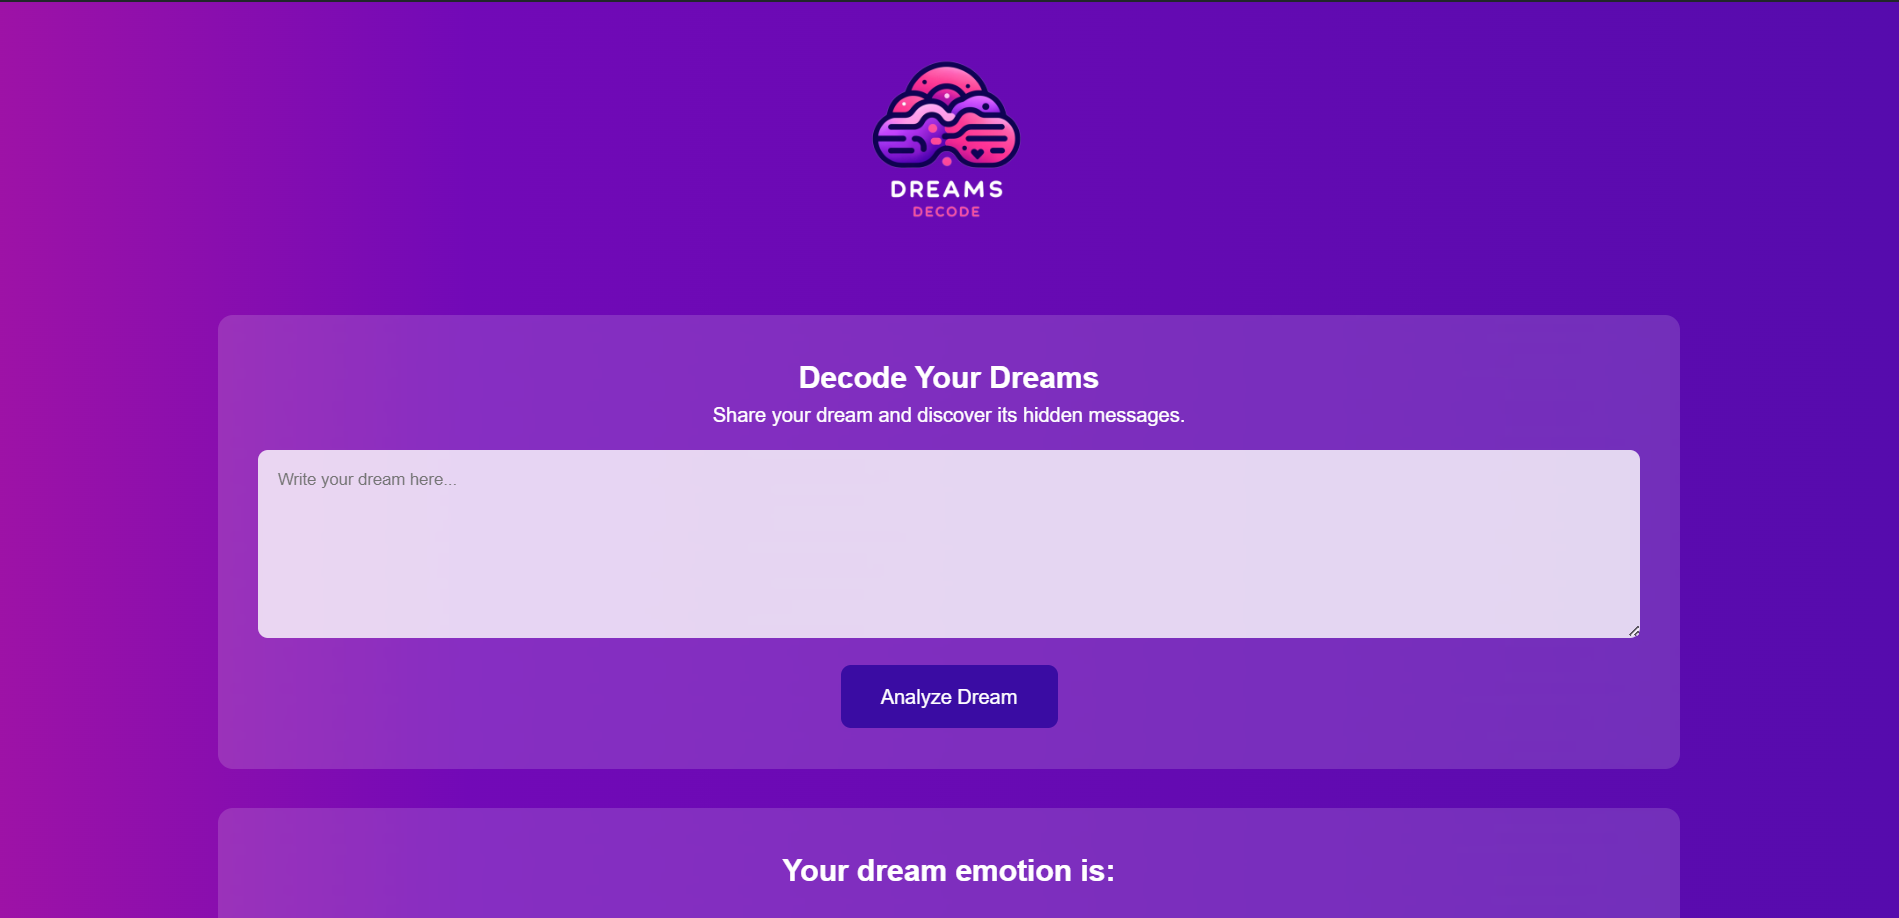 DREAMS
DECODE
Decode Your Dreams
Share your dream and discover its hidden messages.
Write your dream here...
Analyze Dream
Your dream emotion is: